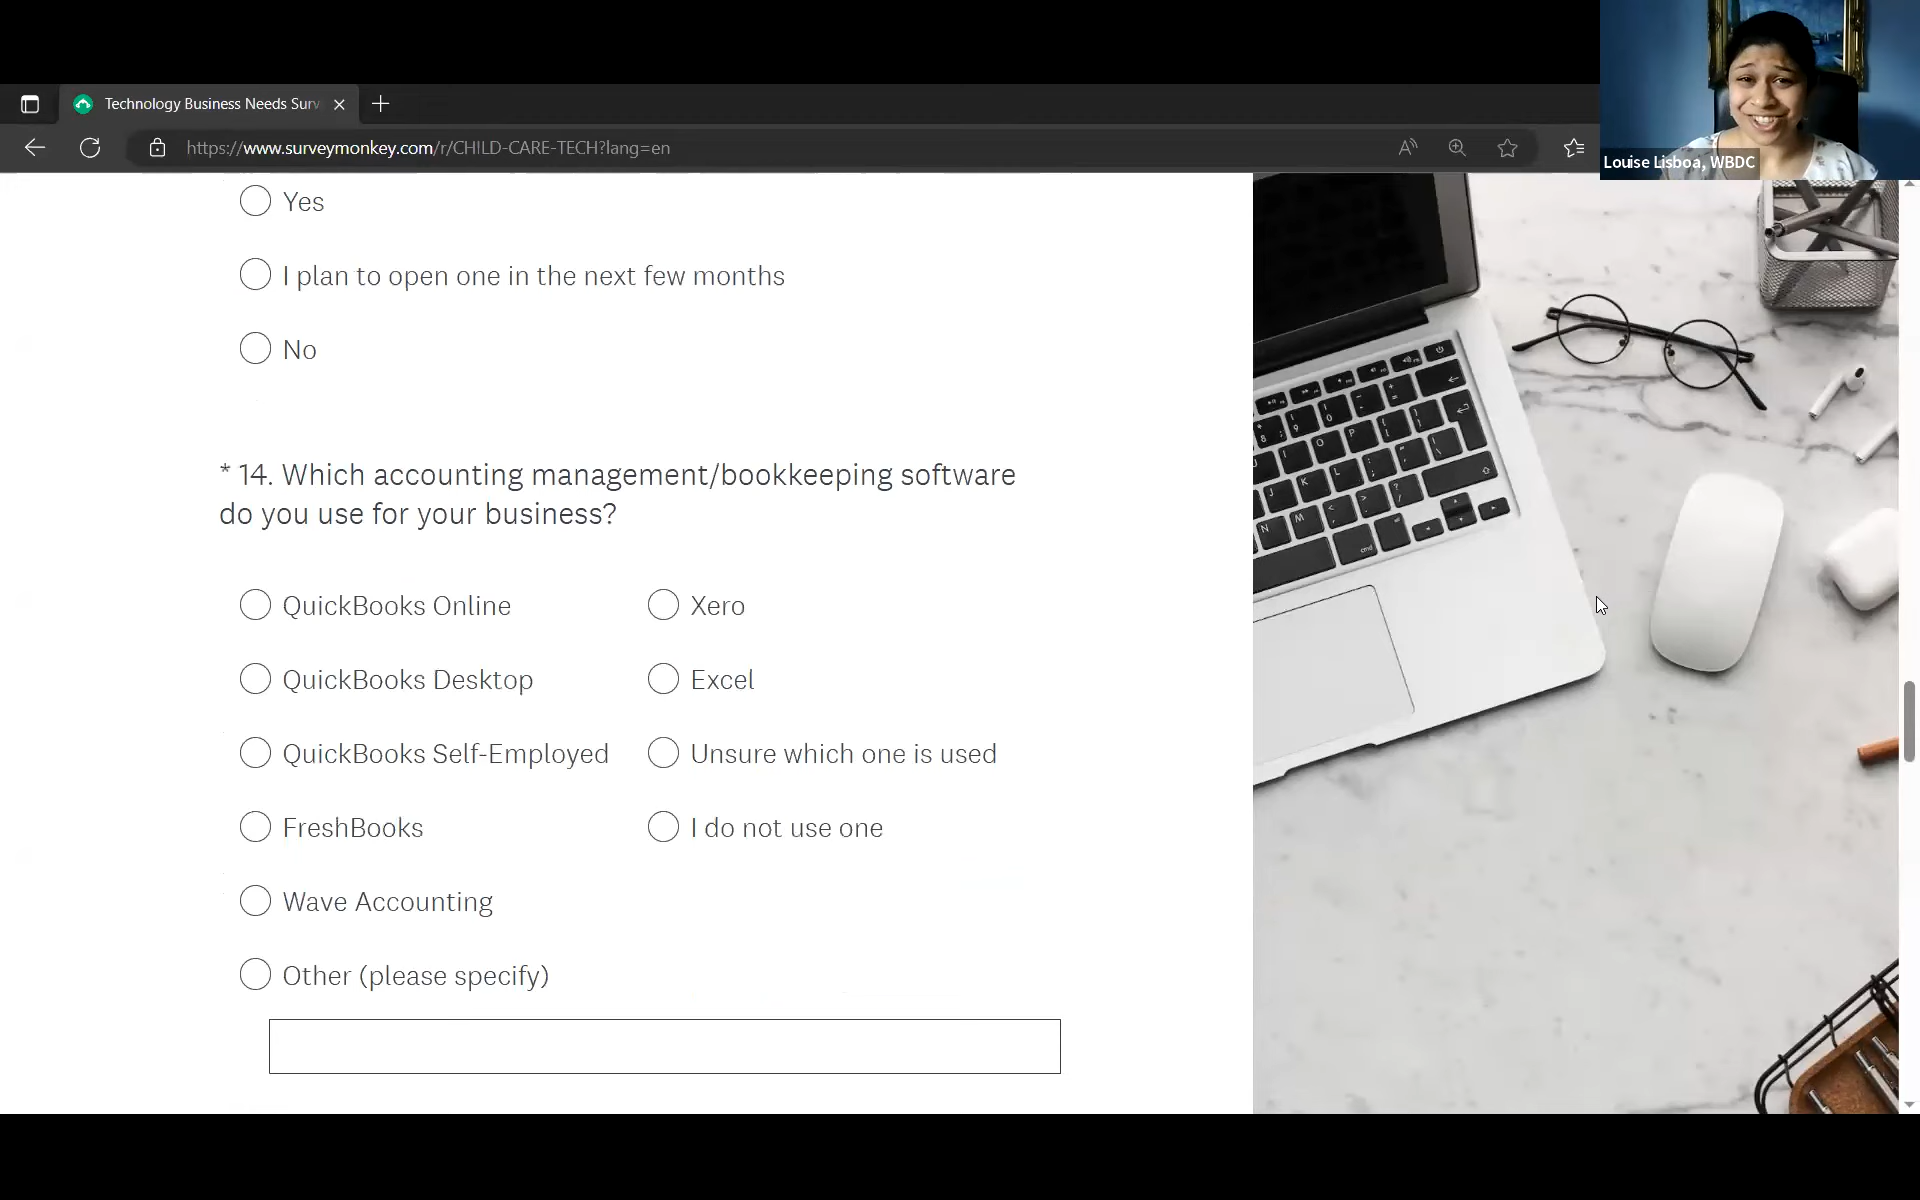 Technology Business Needs Surv
https://www.surveymonkey.com/r/CHILD-CARE-TECH?lang=en
Louise Lisboa, WBDC
Yes
I plan to open one in the next few months
No
* 14. Which accounting management/bookkeeping software
do you use for your business?
QuickBooks Online
Xero
QuickBooks Desktop
Excel
QuickBooks Self-Employed
Unsure which one is used
FreshBooks
I do not use one
Wave Accounting
Other (please specify)